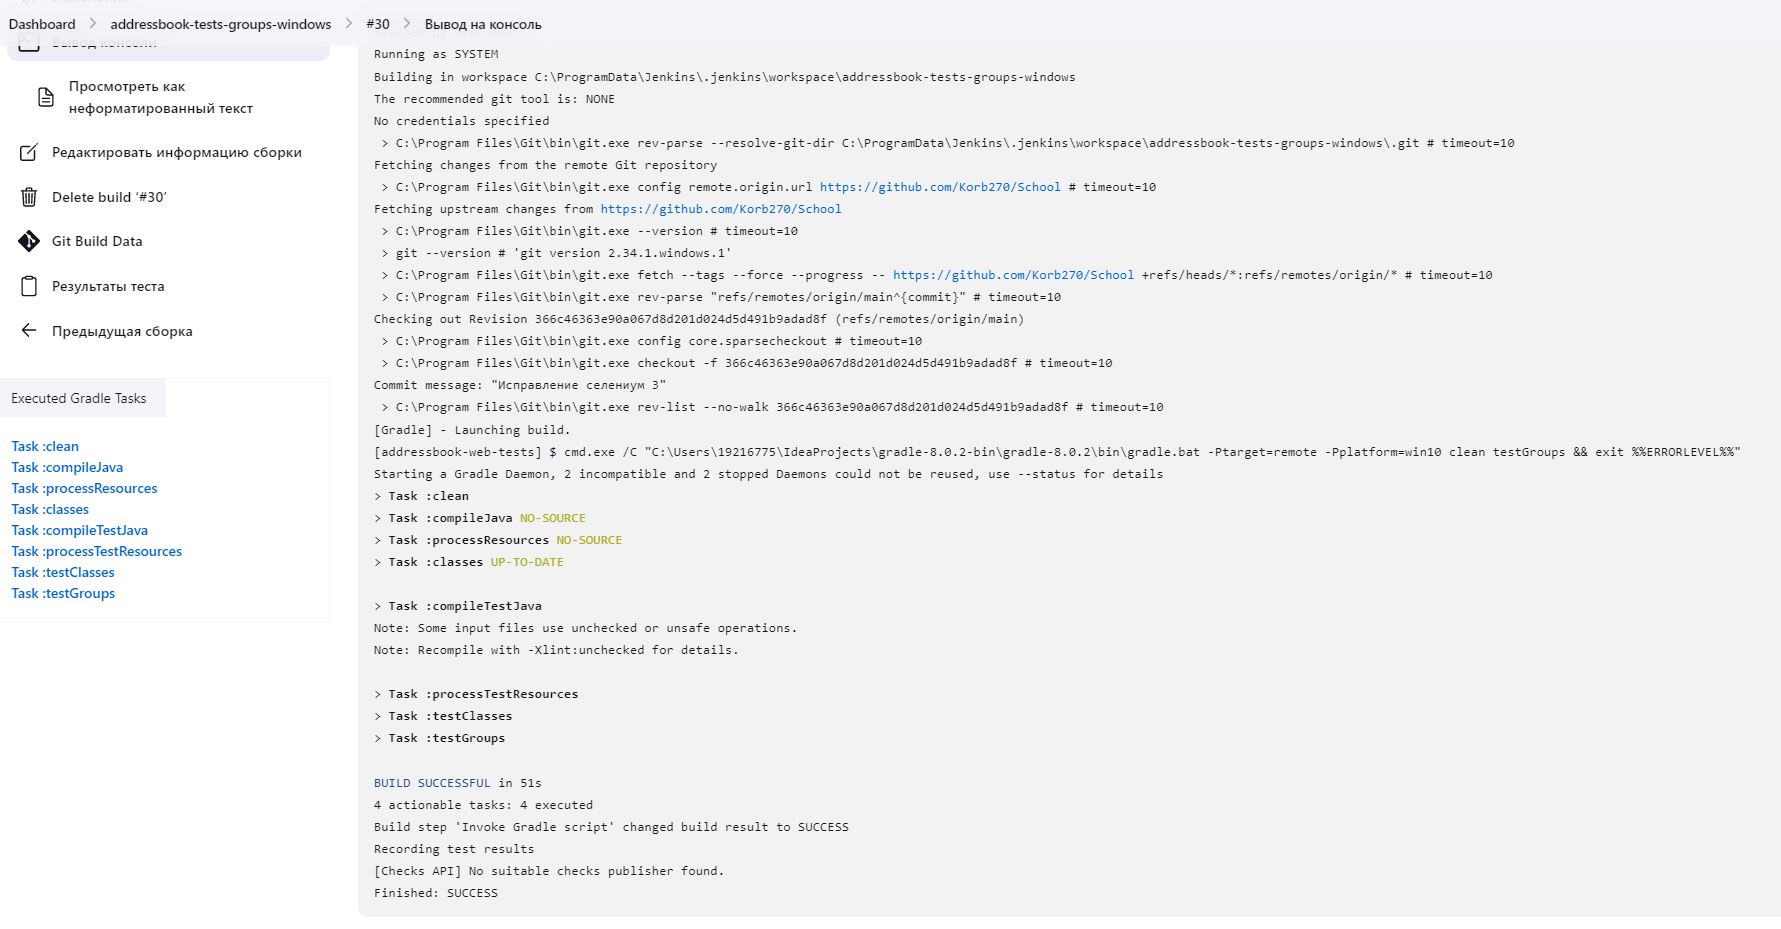 Dashboard > addressbook-tests-groups-windows > #30 > Вывод на консоль
Вывод консоли
Просмотреть как
неформатированный текст
Редактировать информацию сборки
Delete build ‘#30’
Git Build Data
Результаты теста
Предыдущая сборка
Executed Gradle Tasks
Task :clean
Task :compileJava
Task :processResources
Task :classes
Task :compileTestJava
Task :processTestResources
Task :testClasses
Task :testGroups
Running as SYSTEM
Building in workspace C:\ProgramData\Jenkins\.jenkins\workspace\addressbook-tests-groups-windows
The recommended git tool is: NONE
No credentials specified
> C:\Program Files\Git\bin\git.exe rev-parse --resolve-git-dir C:\ProgramData\Jenkins\.jenkins\workspace\addressbook-tests-groups-windows\.git # timeout=10
Fetching changes from the remote Git repository
> C:\Program Files\Git\bin\git.exe config remote.origin.url https://github.com/Korb270/School # timeout=10
Fetching upstream changes from https://github.com/Korb270/School
> C:\Program Files\Git\bin\git.exe --version # timeout=10
> git --version # 'git version 2.34.1.windows.1'
> C:\Program Files\Git\bin\git.exe fetch --tags --force --progress -- https://github.com/Korb270/School +refs/heads/*:refs/remotes/origin/* # timeout=10
> C:\Program Files\Git\bin\git.exe rev-parse "refs/remotes/origin/main^{commit}" # timeout=10
Checking out Revision 366c46363e90a067d8d201d024d5d491b9adad8f (refs/remotes/origin/main)
> C:\Program Files\Git\bin\git.exe config core.sparsecheckout # timeout=10
> C:\Program Files\Git\bin\git.exe checkout -f 366c46363e90a067d8d201d024d5d491b9adad8f # timeout=10
Commit message: "Исправление селениум 3"
> C:\Program Files\Git\bin\git.exe rev-list --no-walk 366c46363e90a067d8d201d024d5d491b9adad8f # timeout=10
[Gradle] - Launching build.
[addressbook-web-tests] $ cmd.exe /C "C:\Users\19216775\IdeaProjects\gradle-8.0.2-bin\gradle-8.0.2\bin\gradle.bat -Ptarget=remote -Pplatform=win10 clean testGroups && exit %%ERRORLEVEL%%"
Starting a Gradle Daemon, 2 incompatible and 2 stopped Daemons could not be reused, use --status for details
> Task :clean
> Task :compileJava NO-SOURCE
> Task :processResources NO-SOURCE
> Task :classes UP-TO-DATE
> Task :compileTestJava
Note: Some input files use unchecked or unsafe operations.
Note: Recompile with -Xlint:unchecked for details.
> Task :processTestResources
> Task :testClasses
> Task :testGroups
BUILD SUCCESSFUL in 51s
4 actionable tasks: 4 executed
Build step 'Invoke Gradle script' changed build result to SUCCESS
Recording test results
[Checks API] No suitable checks publisher found.
Finished: SUCCESS